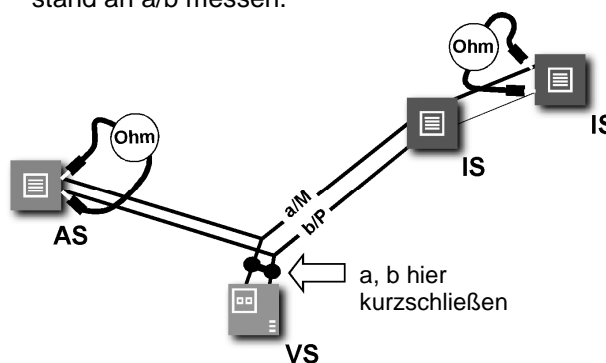 stand an a/b messen.
Ohm
Ohm
IS
IS
a/M
b/P
AS
a, b hier
kurzschließen
VS